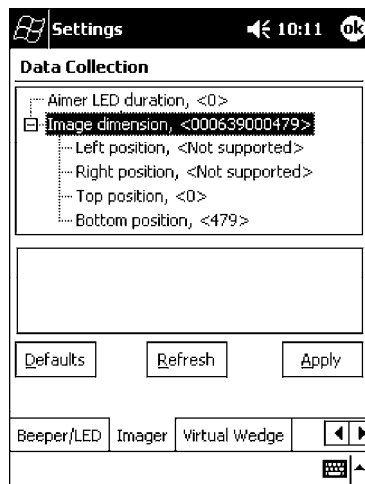 Settings 10:11 ok
Data Collection
Aimer LED duration, <0>
Image dimension, <000639000479>
Left position, <Not supported>
Right position, <Not supported>
Top position, <0>
Bottom position, <479>
Defaults Refresh Apply
Beeper/LED Imager Virtual Wedge